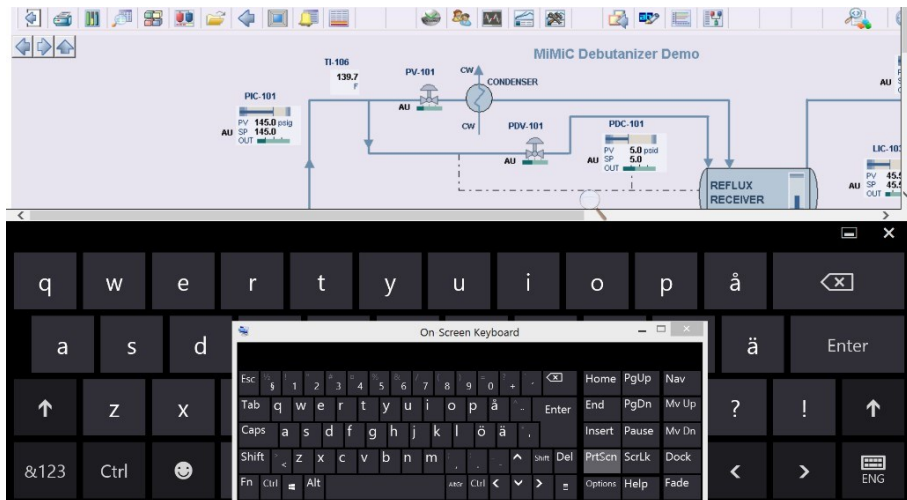 MiMiC Debutanizer Demo
TI-106
139.7
F
PV-101
CW
CONDENSER
AU
PIC-101
PV 145.0 psig
AU SP 145.0
OUT
CW
PDV-101
AU
PDC-101
PV 5.0 psid
AU SP 5.0
OUT
AU
LIC-103
PV 45.5
AU SP 45.5
OUT
REFLUX
RECEIVER
q w e r t y u i o p å
a s d ä Enter
z x ? !
&123 Ctrl < > ENG
On Screen Keyboard
Esc § 1 2 3 4 5 6 7 8 9 0 + Home PgUp Nav
Tab q w e r t y u i o p å Enter End PgDn Mv Up
Caps a s d f g h j k l ö ä Insert Pause Mv Dn
Shift < z x c v b n m Shift Del PrtScn ScrLk Dock
Fn Ctrl Alt AltGr Ctrl Options Help Fade